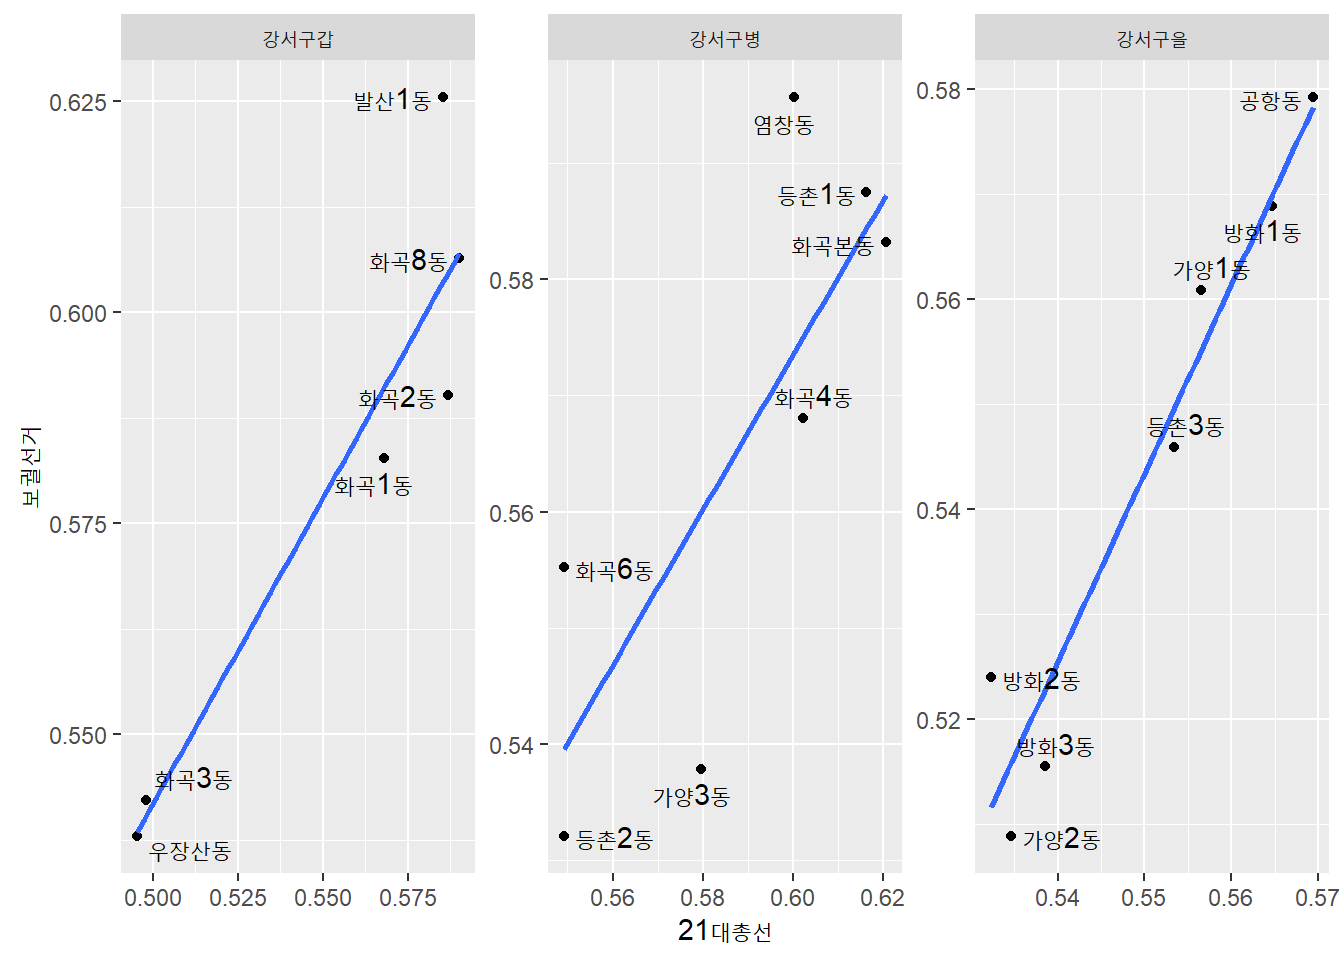 강서구갑
강서구병
강서구을
보궐선거
0.625
0.600
0.575
0.550
발산1동
화곡8동
화곡2동
화곡1동
화곡3동
우장산동
0.500 0.525 0.550 0.575
0.58
0.56
0.54
염창동
등촌1동
화곡본동
화곡4동
화곡6동
가양3동
등촌2동
0.56 0.58 0.60 0.62
0.58
0.56
0.54
0.52
공항동
방화1동
가양1동
등촌3동
방화2동
방화3동
가양2동
0.54 0.55 0.56 0.57
21대총선